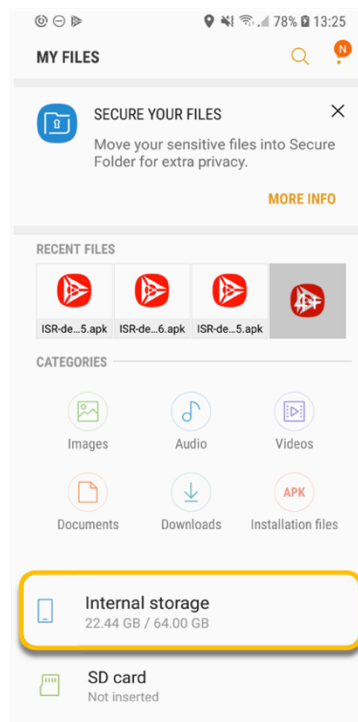 78% 13:25
MY FILES
N
SECURE YOUR FILES
Move your sensitive files into Secure
Folder for extra privacy.
MORE INFO
RECENT FILES
4+
ISR-de...5.apk ISR-de...6.apk ISR-de...5.apk
CATEGORIES
Images Audio Videos
APK
Documents Downloads Installation files
Internal storage
22.44 GB / 64.00 GB
SD card
Not inserted